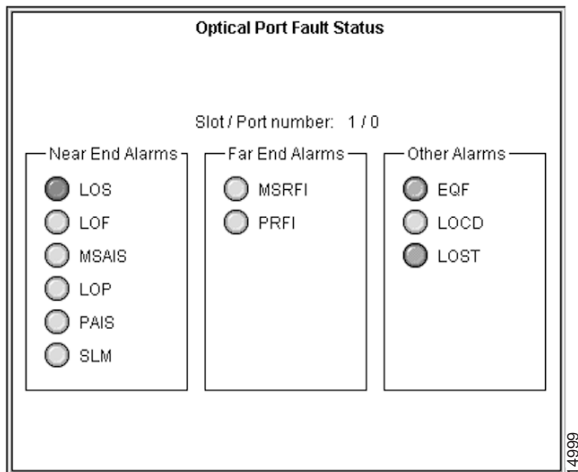 Optical Port Fault Status
Slot / Port number: 1 / 0
Near End Alarms
LOS
LOF
MSAIS
LOP
PAIS
SLM
Far End Alarms
MSRFI
PRFI
Other Alarms
EQF
LOCD
LOST
14999